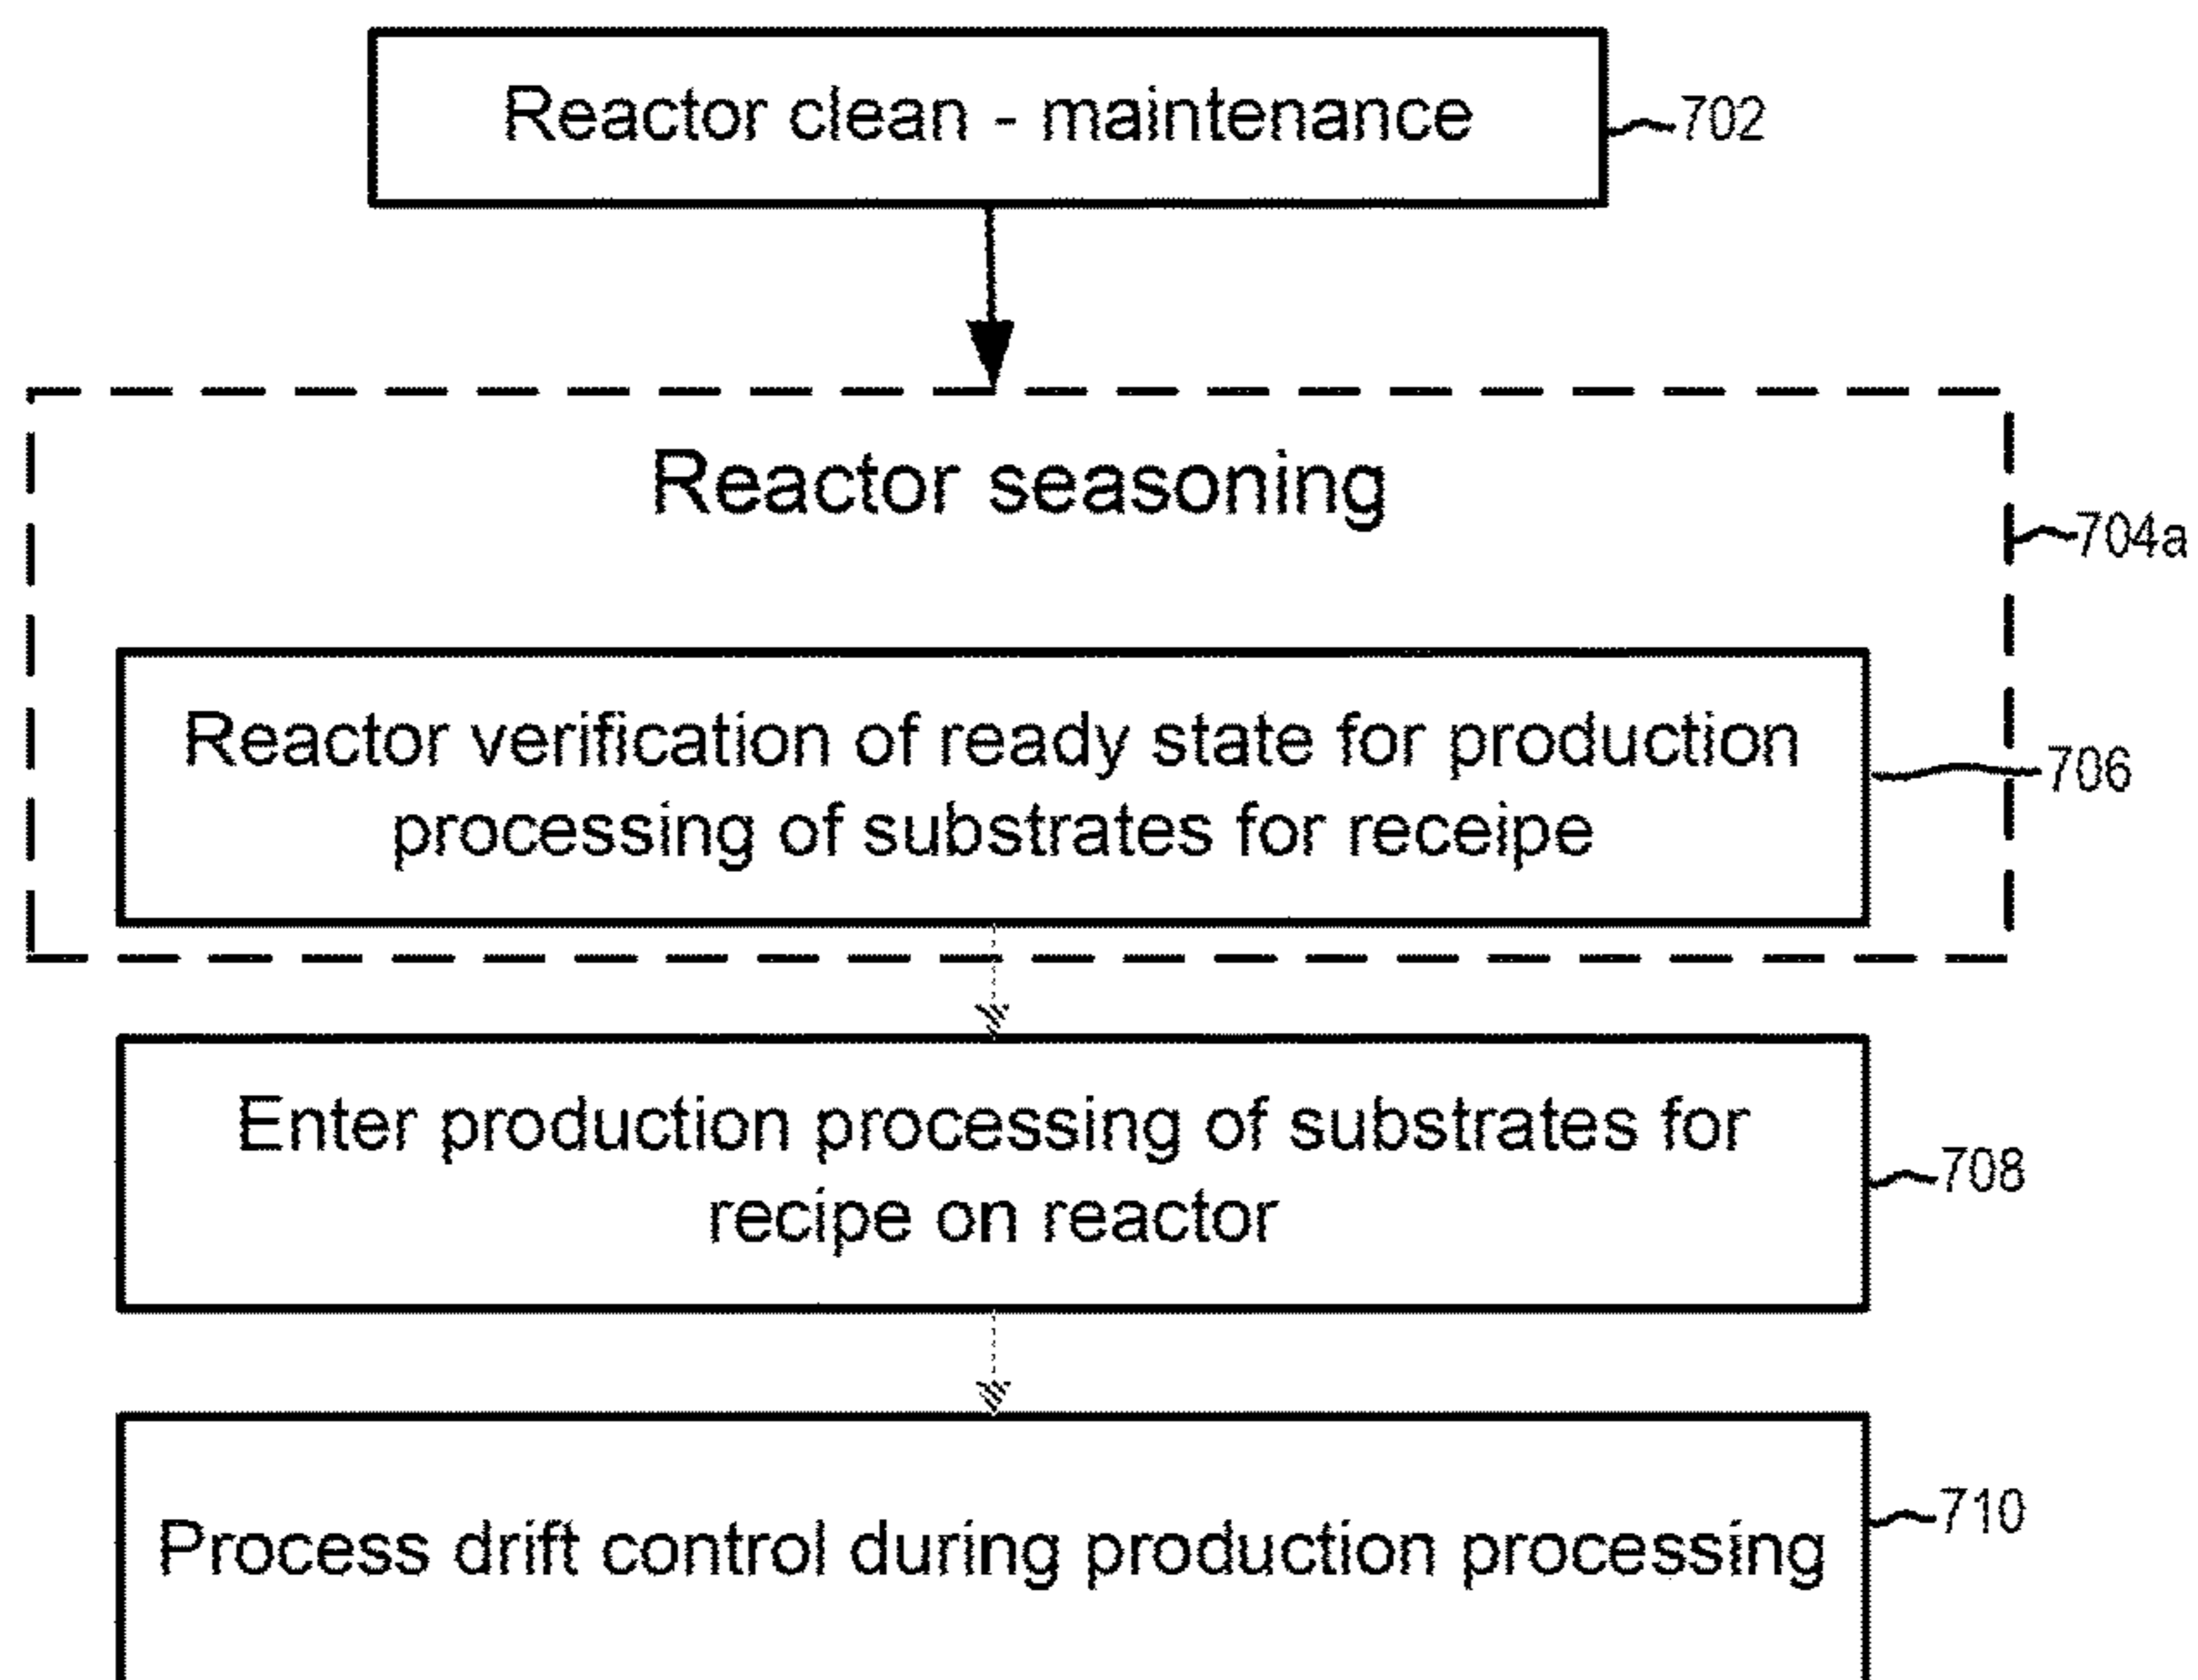 Reactor clean - maintenance
702
Reactor seasoning
704a
Reactor verification of ready state for production
processing of substrates for receipe
706
Enter production processing of substrates for
recipe on reactor
708
Process drift control during production processing
710